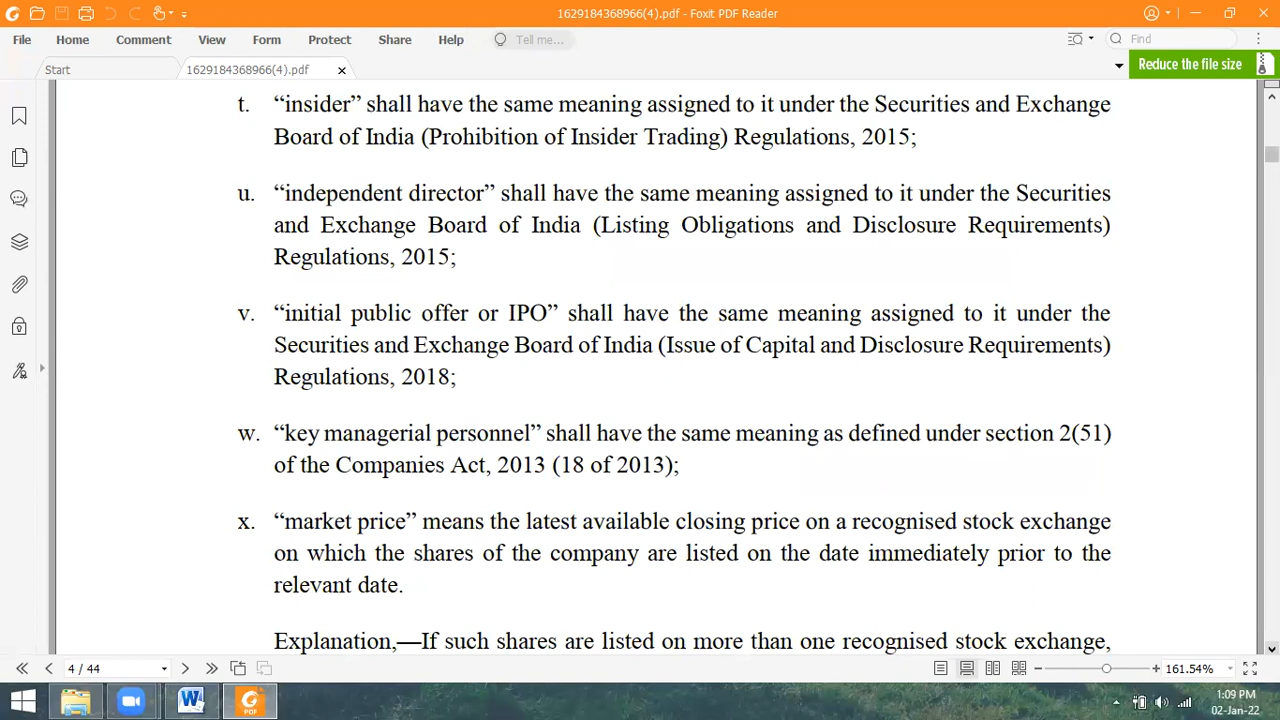 1629184368966(4).pdf - Foxit PDF Reader
File Home Comment View Form Protect Share Help Tell me... Find
Start 1629184368966(4).pdf Reduce the file size
t. “insider” shall have the same meaning assigned to it under the Securities and Exchange
Board of India (Prohibition of Insider Trading) Regulations, 2015;
u. “independent director” shall have the same meaning assigned to it under the Securities
and Exchange Board of India (Listing Obligations and Disclosure Requirements)
Regulations, 2015;
v. “initial public offer or IPO” shall have the same meaning assigned to it under the
Securities and Exchange Board of India (Issue of Capital and Disclosure Requirements)
Regulations, 2018;
w. “key managerial personnel” shall have the same meaning as defined under section 2(51)
of the Companies Act, 2013 (18 of 2013);
x. “market price” means the latest available closing price on a recognised stock exchange
on which the shares of the company are listed on the date immediately prior to the
relevant date.
Explanation,—If such shares are listed on more than one recognised stock exchange,
4 / 44 161.54%
PDF
1:09 PM
02-Jan-22